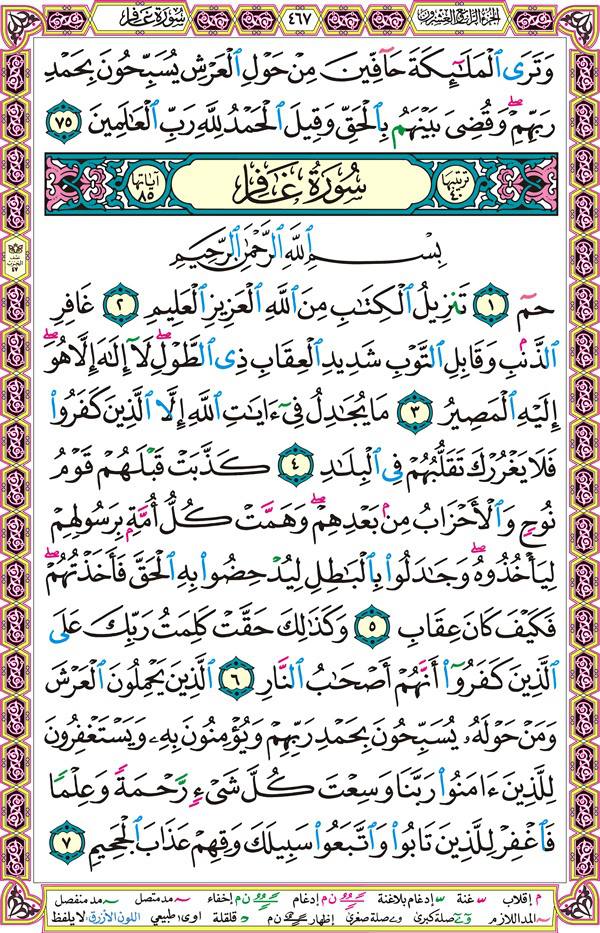 الجزء الرابع والعشرون ٤٦٧ سورة غافر
وَتَرَى ٱلْمَلَٰٓئِكَةَ حَآفِّينَ مِنْ حَوْلِ ٱلْعَرْشِ يُسَبِّحُونَ بِحَمْدِ
رَبِّهِمْ ۖ وَقُضِىَ بَيْنَهُم بِٱلْحَقِّ وَقِيلَ ٱلْحَمْدُ لِلَّهِ رَبِّ ٱلْعَٰلَمِينَ ٧٥
ترتيبها ٤٠ سُورَةُ غَافِرٍ آياتها ٨٥
بِسْمِ ٱللَّهِ ٱلرَّحْمَٰنِ ٱلرَّحِيمِ
حمٓ ١ تَنزِيلُ ٱلْكِتَٰبِ مِنَ ٱللَّهِ ٱلْعَزِيزِ ٱلْعَلِيمِ ٢ غَافِرِ
ٱلذَّنۢبِ وَقَابِلِ ٱلتَّوْبِ شَدِيدِ ٱلْعِقَابِ ذِى ٱلطَّوْلِ ۖ لَآ إِلَٰهَ إِلَّا هُوَ ۖ
إِلَيْهِ ٱلْمَصِيرُ ٣ مَا يُجَٰدِلُ فِىٓ ءَايَٰتِ ٱللَّهِ إِلَّا ٱلَّذِينَ كَفَرُوا۟
فَلَا يَغْرُرْكَ تَقَلُّبُهُمْ فِى ٱلْبِلَٰدِ ٤ كَذَّبَتْ قَبْلَهُمْ قَوْمُ
نُوحٍ وَٱلْأَحْزَابُ مِنۢ بَعْدِهِمْ ۖ وَهَمَّتْ كُلُّ أُمَّةٍۭ بِرَسُولِهِمْ
لِيَأْخُذُوهُ ۖ وَجَٰدَلُوا۟ بِٱلْبَٰطِلِ لِيُدْحِضُوا۟ بِهِ ٱلْحَقَّ فَأَخَذْتُهُمْ ۖ
فَكَيْفَ كَانَ عِقَابِ ٥ وَكَذَٰلِكَ حَقَّتْ كَلِمَتُ رَبِّكَ عَلَى
ٱلَّذِينَ كَفَرُوٓا۟ أَنَّهُمْ أَصْحَٰبُ ٱلنَّارِ ٦ ٱلَّذِينَ يَحْمِلُونَ ٱلْعَرْشَ
وَمَنْ حَوْلَهُۥ يُسَبِّحُونَ بِحَمْدِ رَبِّهِمْ وَيُؤْمِنُونَ بِهِۦ وَيَسْتَغْفِرُونَ
لِلَّذِينَ ءَامَنُوا۟ رَبَّنَا وَسِعْتَ كُلَّ شَىْءٍ رَّحْمَةً وَعِلْمًا
فَٱغْفِرْ لِلَّذِينَ تَابُوا۟ وَٱتَّبَعُوا۟ سَبِيلَكَ وَقِهِمْ عَذَابَ ٱلْجَحِيمِ ٧
نصف الحزب ٤٧
م إقلاب غنة إدغام بلاغنة ن م إدغام ن م إخفاء مد متصل مد منفصل
المد اللازم صلة كبرى صلة صغرى إظهار ن م قلقلة اوى طبيعي اللون الأزرق لا يلفظ